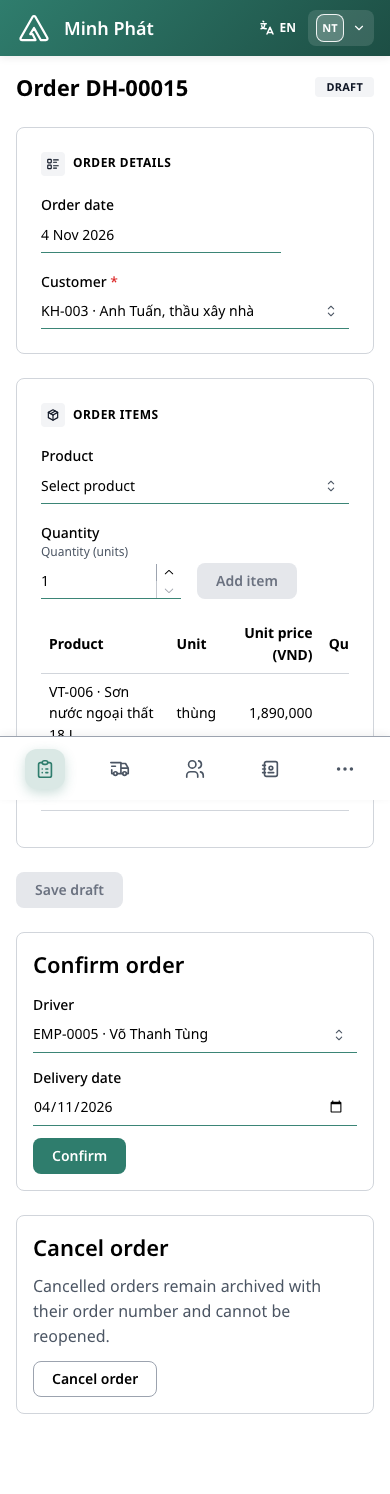 Minh Phát
EN
NT
Order DH-00015
DRAFT
ORDER DETAILS
Order date
4 Nov 2026
Customer *
KH-003 · Anh Tuấn, thầu xây nhà
ORDER ITEMS
Product
Select product
Quantity
Quantity (units)
1
Add item
Product Unit Unit price (VND) Qu
VT-006 · Sơn
nước ngoại thất
18 L
thùng
1,890,000
Save draft
Confirm order
Driver
EMP-0005 · Võ Thanh Tùng
Delivery date
04/11/2026
Confirm
Cancel order
Cancelled orders remain archived with
their order number and cannot be
reopened.
Cancel order